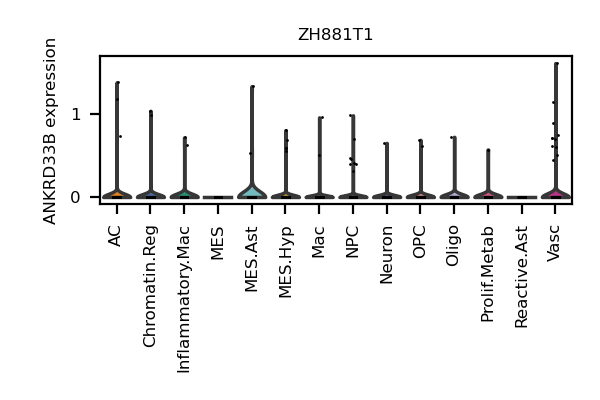 ZH881T1
ANKRD33B expression
1
0
AC
Chromatin.Reg
Inflammatory.Mac
MES
MES.Ast
MES.Hyp
Mac
NPC
Neuron
OPC
Oligo
Prolif.Metab
Reactive.Ast
Vasc